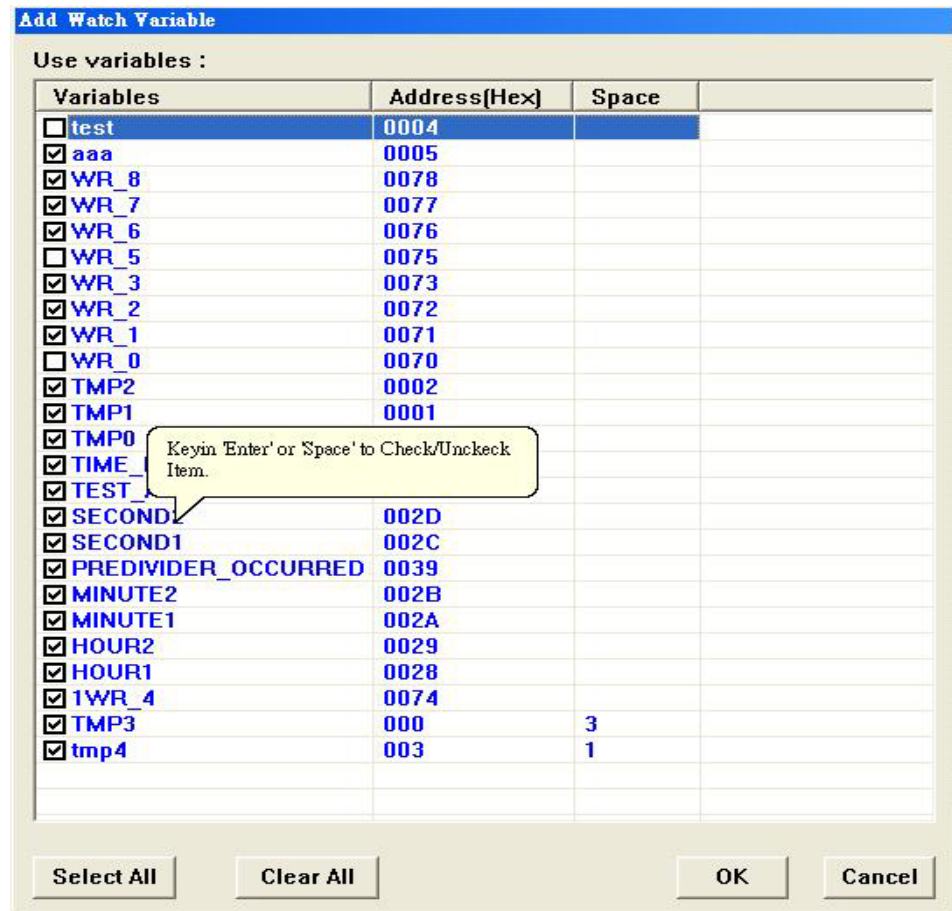 Add Watch Variable
Use variables :
Variables Address(Hex) Space
test 0004
aaa 0005
WR_8 0078
WR_7 0077
WR_6 0076
WR_5 0075
WR_3 0073
WR_2 0072
WR_1 0071
WR_0 0070
TMP2 0002
TMP1 0001
TMP0
Keyin 'Enter' or 'Space' to Check/Unckeck
Item.
TIME_
TEST_
SECOND2 002D
SECOND1 002C
PREDIVIDER_OCCURRED 0039
MINUTE2 002B
MINUTE1 002A
HOUR2 0029
HOUR1 0028
1WR_4 0074
TMP3 000 3
tmp4 003 1
Select All Clear All OK Cancel